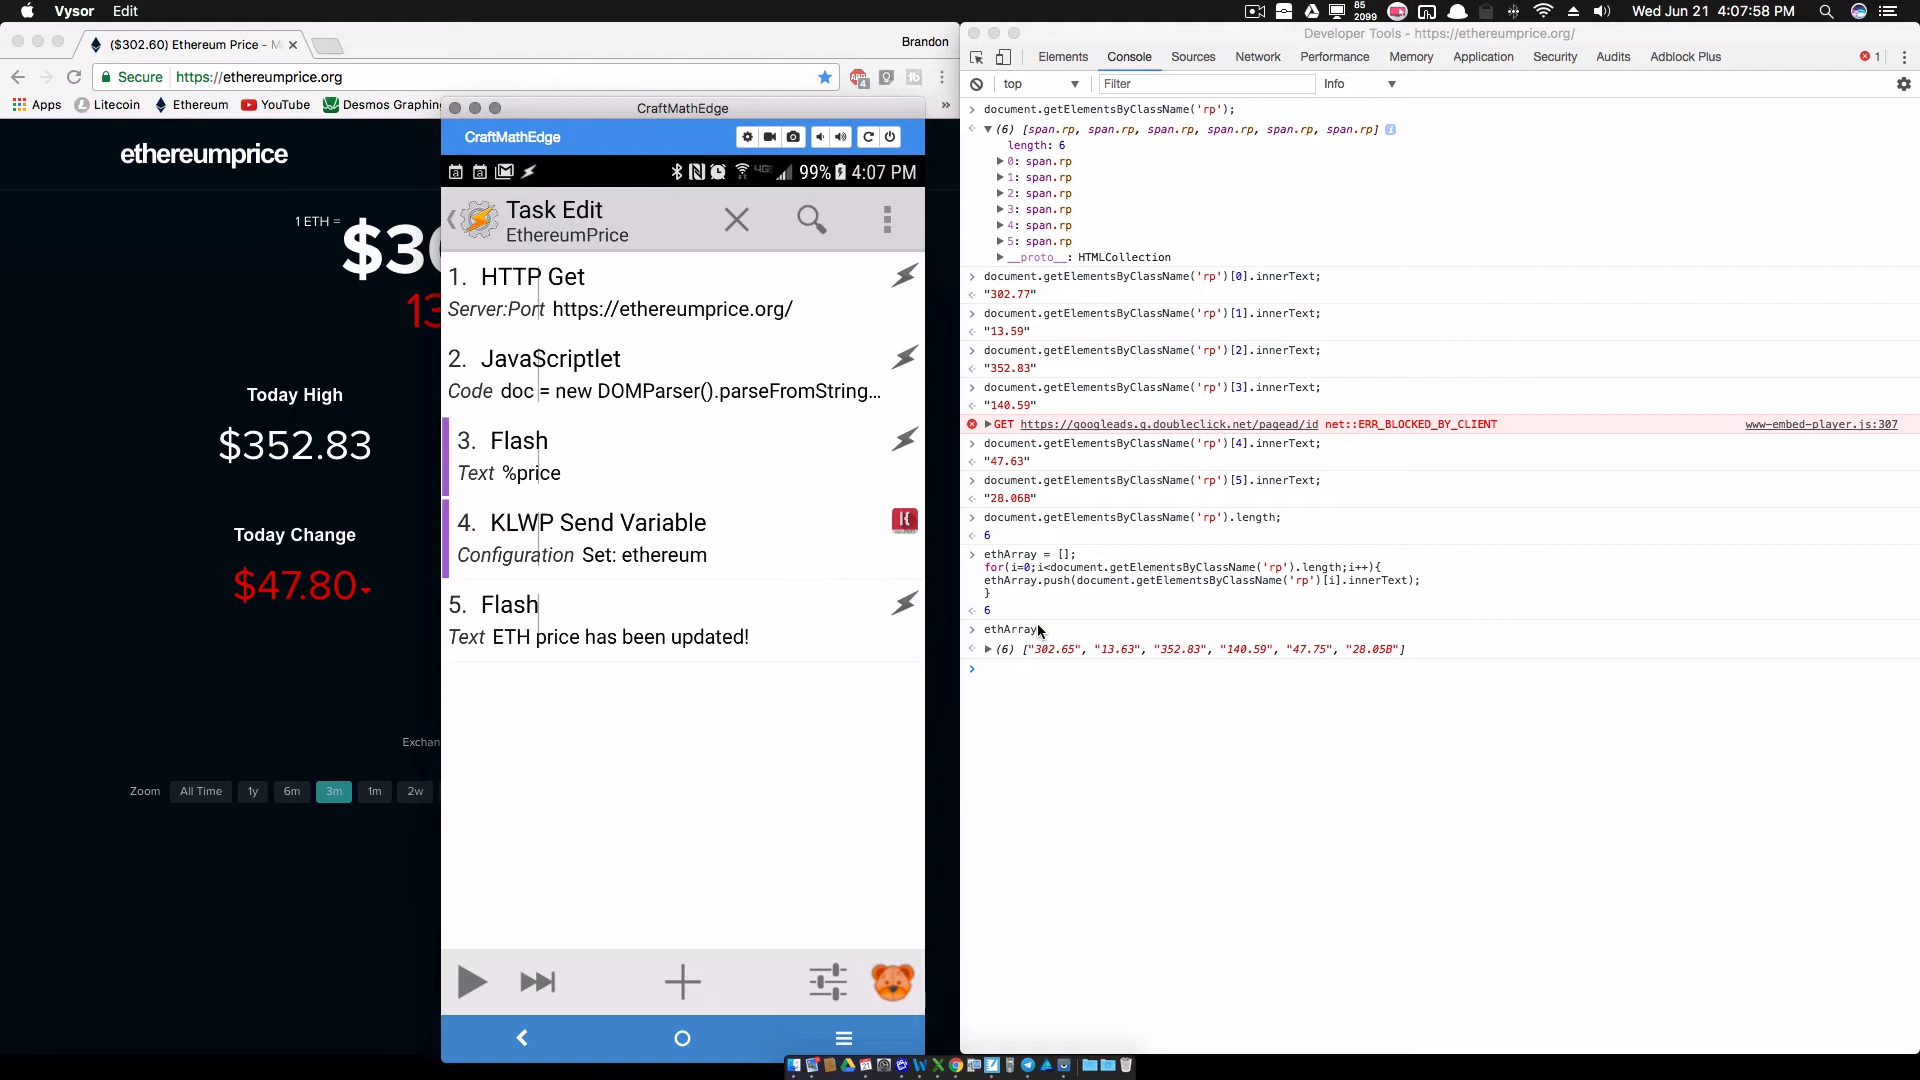 Vysor Edit
85
2099
Wed Jun 21 4:07:58 PM
($302.60) Ethereum Price - M
Brandon
Secure https://ethereumprice.org
4
Apps Litecoin Ethereum YouTube Desmos Graphing »
ethereumprice
1 ETH =
$30
13
Today High
$352.83
Today Change
$47.80
Exchan
Zoom All Time 1y 6m 3m 1m 2w
CraftMathEdge
CraftMathEdge
99% 4:07 PM
Task Edit
EthereumPrice
1. HTTP Get
Server:Port https://ethereumprice.org/
2. JavaScriptlet
Code doc = new DOMParser().parseFromString...
3. Flash
Text %price
4. KLWP Send Variable
Configuration Set: ethereum
5. Flash
Text ETH price has been updated!
Developer Tools - https://ethereumprice.org/
Elements Console Sources Network Performance Memory Application Security Audits Adblock Plus 1
top Filter Info
document.getElementsByClassName('rp');
(6) [span.rp, span.rp, span.rp, span.rp, span.rp, span.rp]
length: 6
0: span.rp
1: span.rp
2: span.rp
3: span.rp
4: span.rp
5: span.rp
__proto__: HTMLCollection
document.getElementsByClassName('rp')[0].innerText;
"302.77"
document.getElementsByClassName('rp')[1].innerText;
"13.59"
document.getElementsByClassName('rp')[2].innerText;
"352.83"
document.getElementsByClassName('rp')[3].innerText;
"140.59"
GET https://googleads.g.doubleclick.net/pagead/id net::ERR_BLOCKED_BY_CLIENT www-embed-player.js:307
document.getElementsByClassName('rp')[4].innerText;
"47.63"
document.getElementsByClassName('rp')[5].innerText;
"28.06B"
document.getElementsByClassName('rp').length;
6
ethArray = [];
for(i=0;i<document.getElementsByClassName('rp').length;i++){
ethArray.push(document.getElementsByClassName('rp')[i].innerText);
}
6
ethArray
(6) ["302.65", "13.63", "352.83", "140.59", "47.75", "28.05B"]